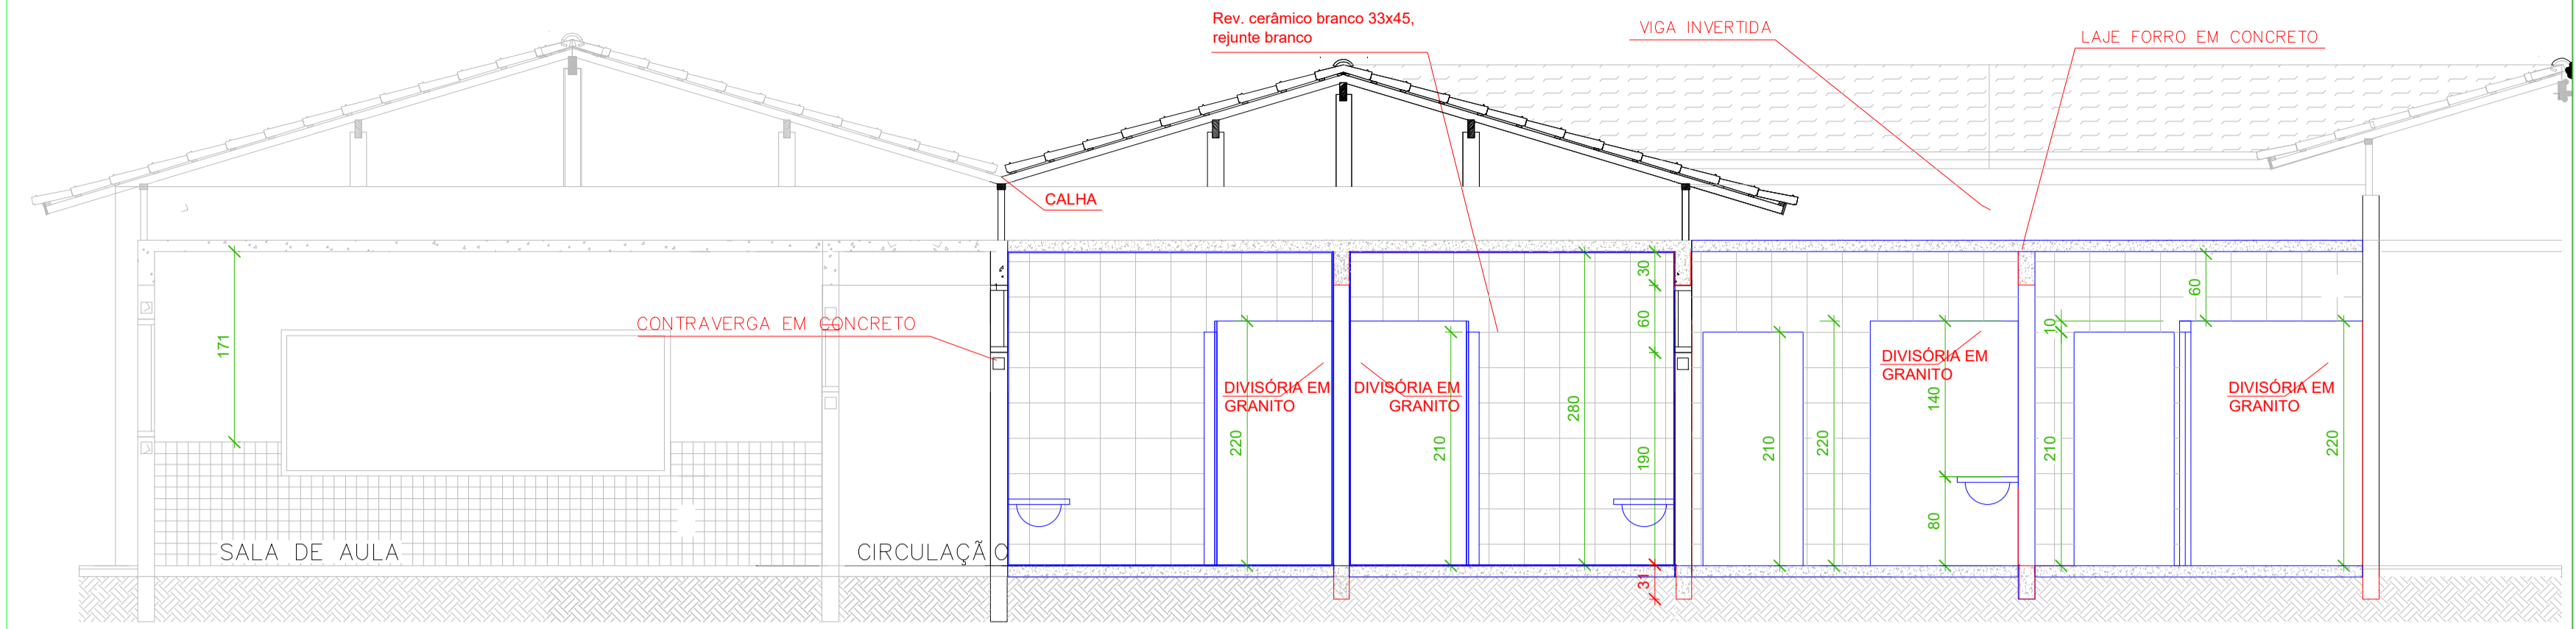 Rev. cerâmico branco 33x45,
rejunte branco
VIGA INVERTIDA
LAJE FORRO EM CONCRETO
CALHA
CONTRAVERGA EM CONCRETO
171
30
60
60
10
DIVISÓRIA EM
GRANITO
DIVISÓRIA EM
GRANITO
DIVISÓRIA EM
GRANITO
DIVISÓRIA EM
GRANITO
140
280
220
210
190
210
220
210
220
80
SALA DE AULA
CIRCULAÇÃO
31